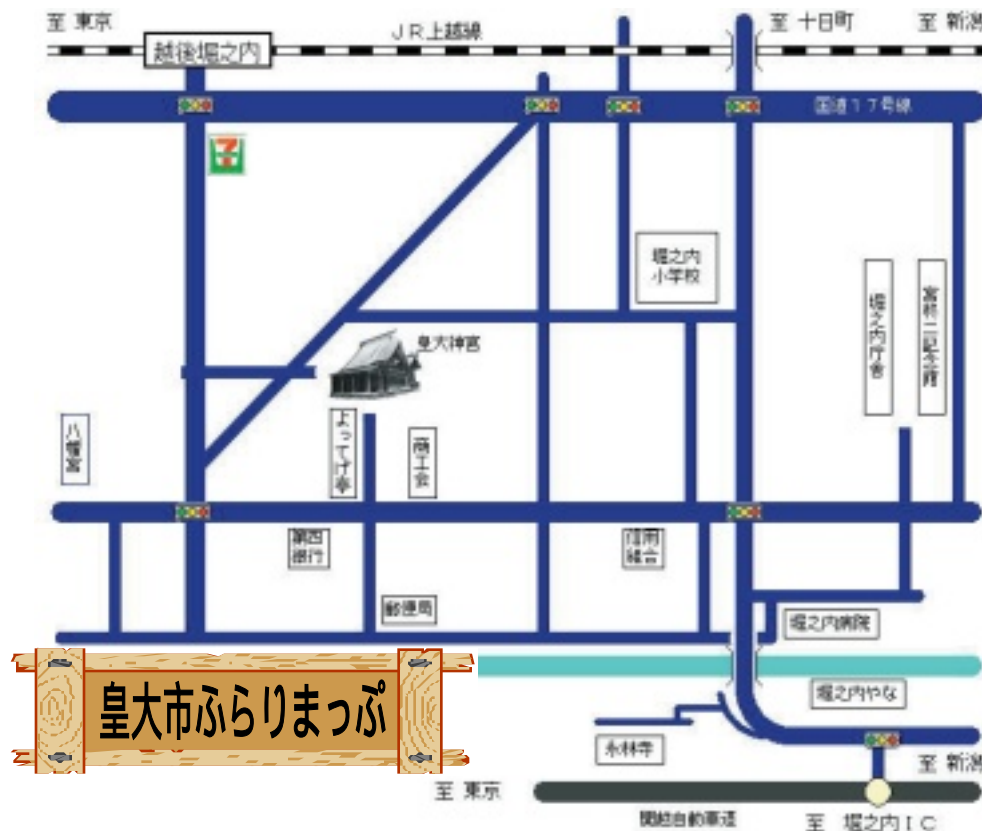 至 東京
JR上越線
至 十日町
至 新潟
越後堀之内
国道17号線
7
堀之内
小学校
皇大神宮
堀之内庁舎
宮柊二記念館
八幡宮
よってげ亭
商工会
第四
銀行
信用
組合
郵便局
堀之内病院
皇大市ふらりまっぷ
堀之内やな
永林寺
至 新潟
至 東京
関越自動車道
至 堀之内IC